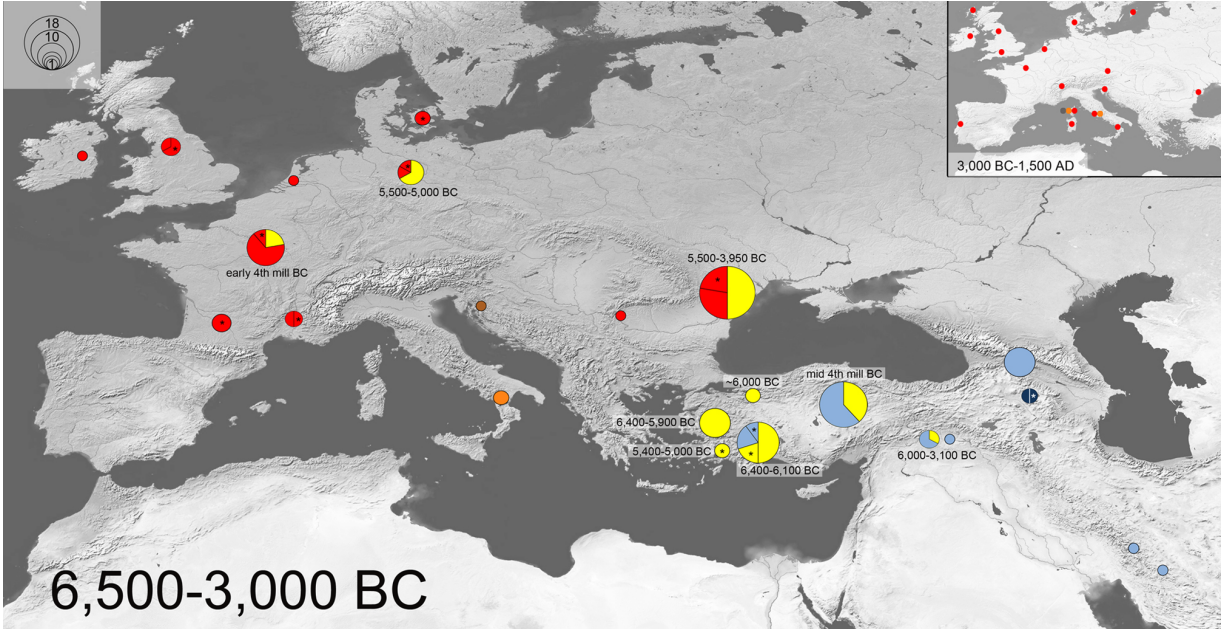 18
10
1
3,000 BC-1,500 AD
5,500-5,000 BC
early 4th mill BC
5,500-3,950 BC
~6,000 BC
mid 4th mill BC
6,400-5,900 BC
5,400-5,000 BC
6,400-6,100 BC
6,000-3,100 BC
6,500-3,000 BC